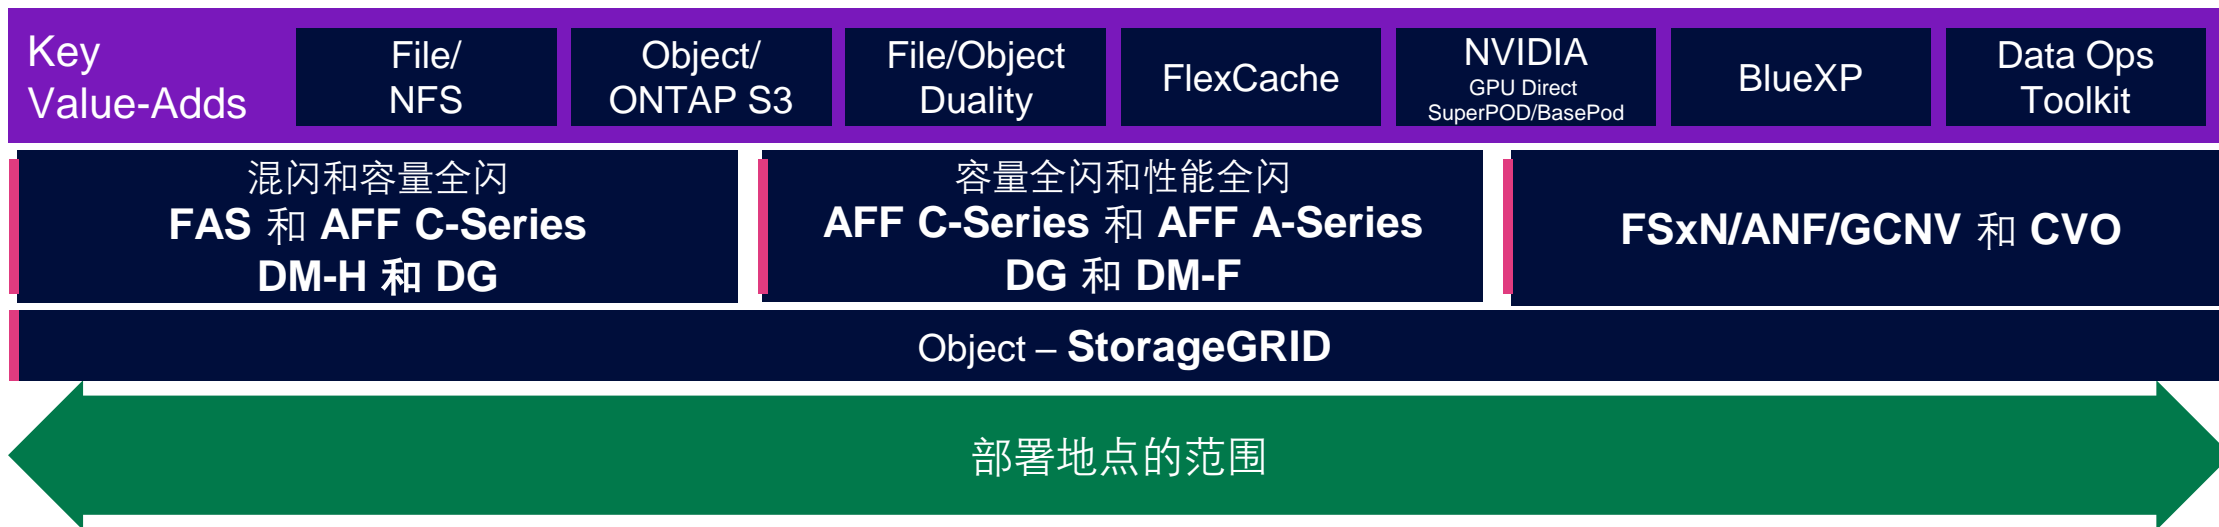 Key
Value-Adds
File/
NFS
Object/
ONTAP S3
File/Object
Duality
FlexCache
NVIDIA
GPU Direct
SuperPOD/BasePod
BlueXP
Data Ops
Toolkit
混闪和容量全闪
FAS 和 AFF C-Series
DM-H 和 DG
容量全闪和性能全闪
AFF C-Series 和 AFF A-Series
DG 和 DM-F
FSxN/ANF/GCNV 和 CVO
Object – StorageGRID
部署地点的范围